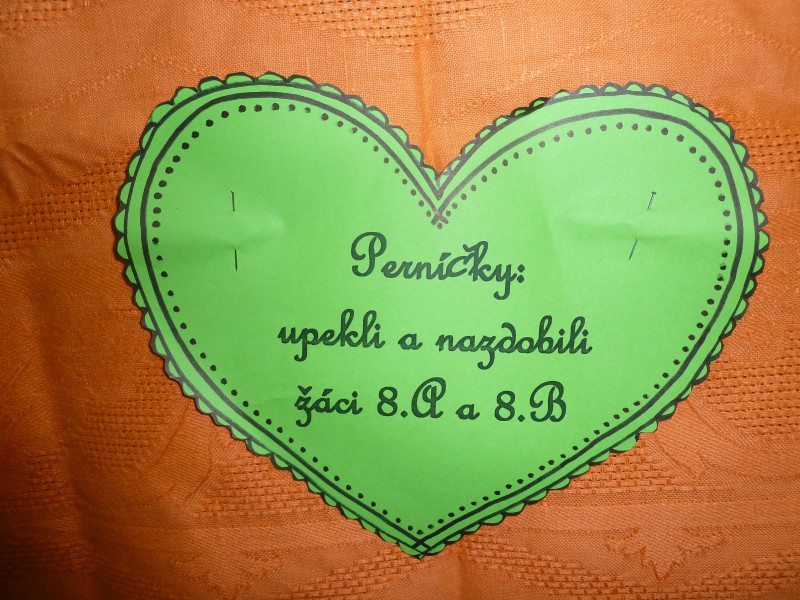 Perníčky:
upekli a nazdobili
žáci 8.A a 8.B